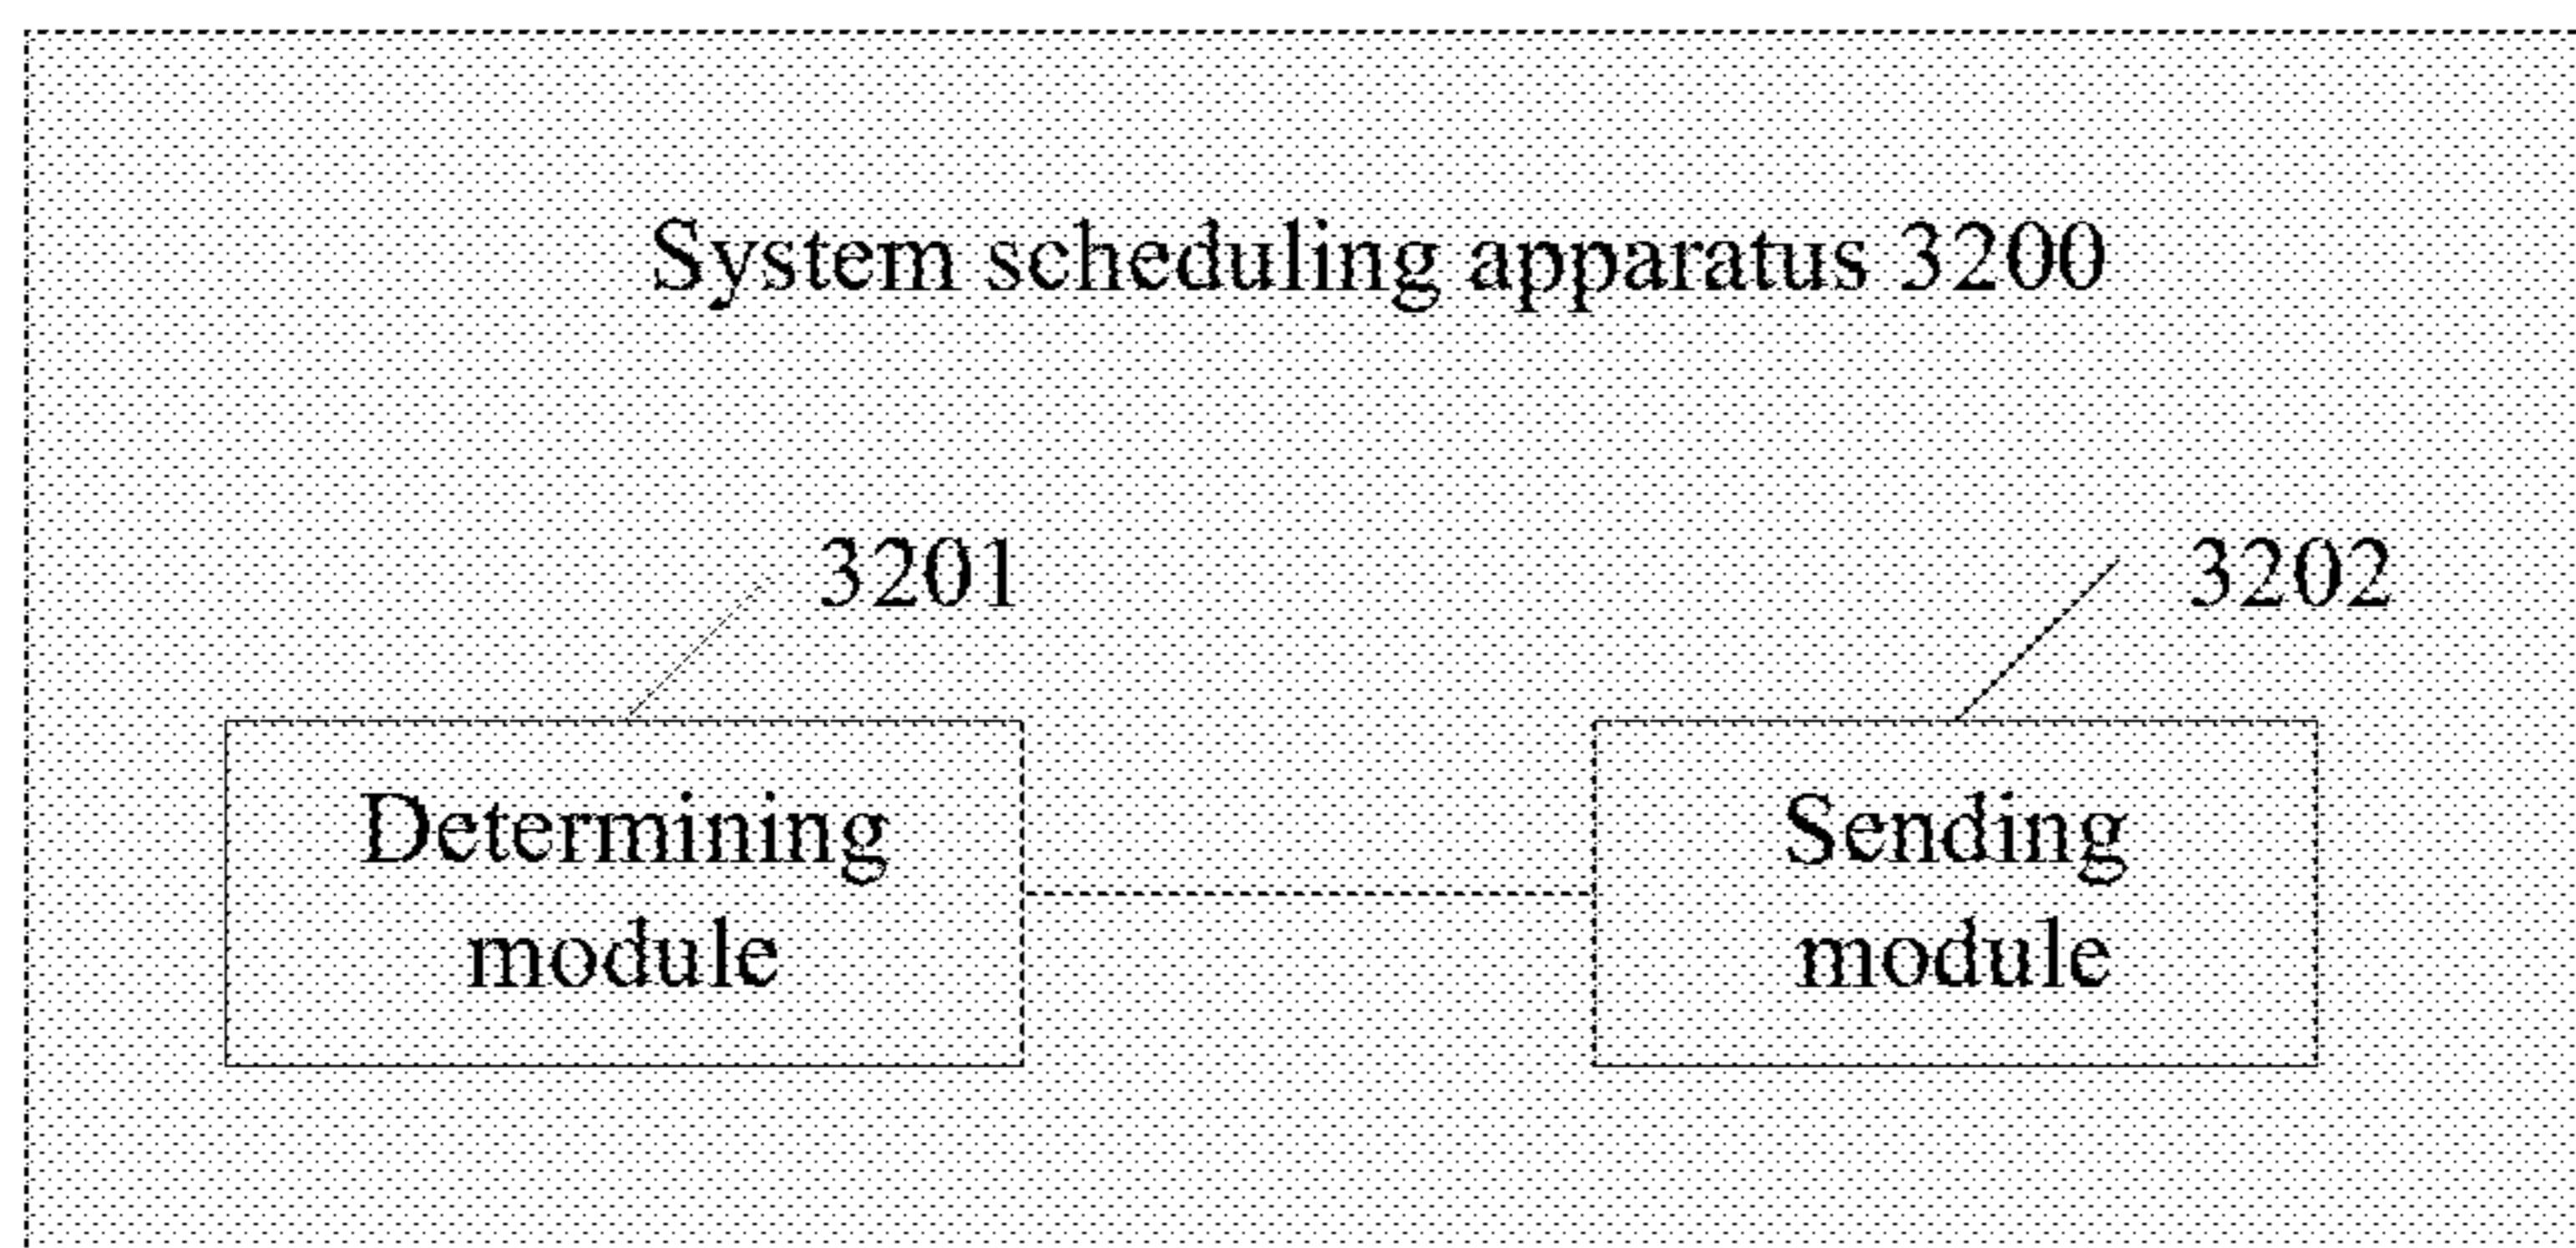 System scheduling apparatus 3200
3201
3202
Determining
module
Sending
module